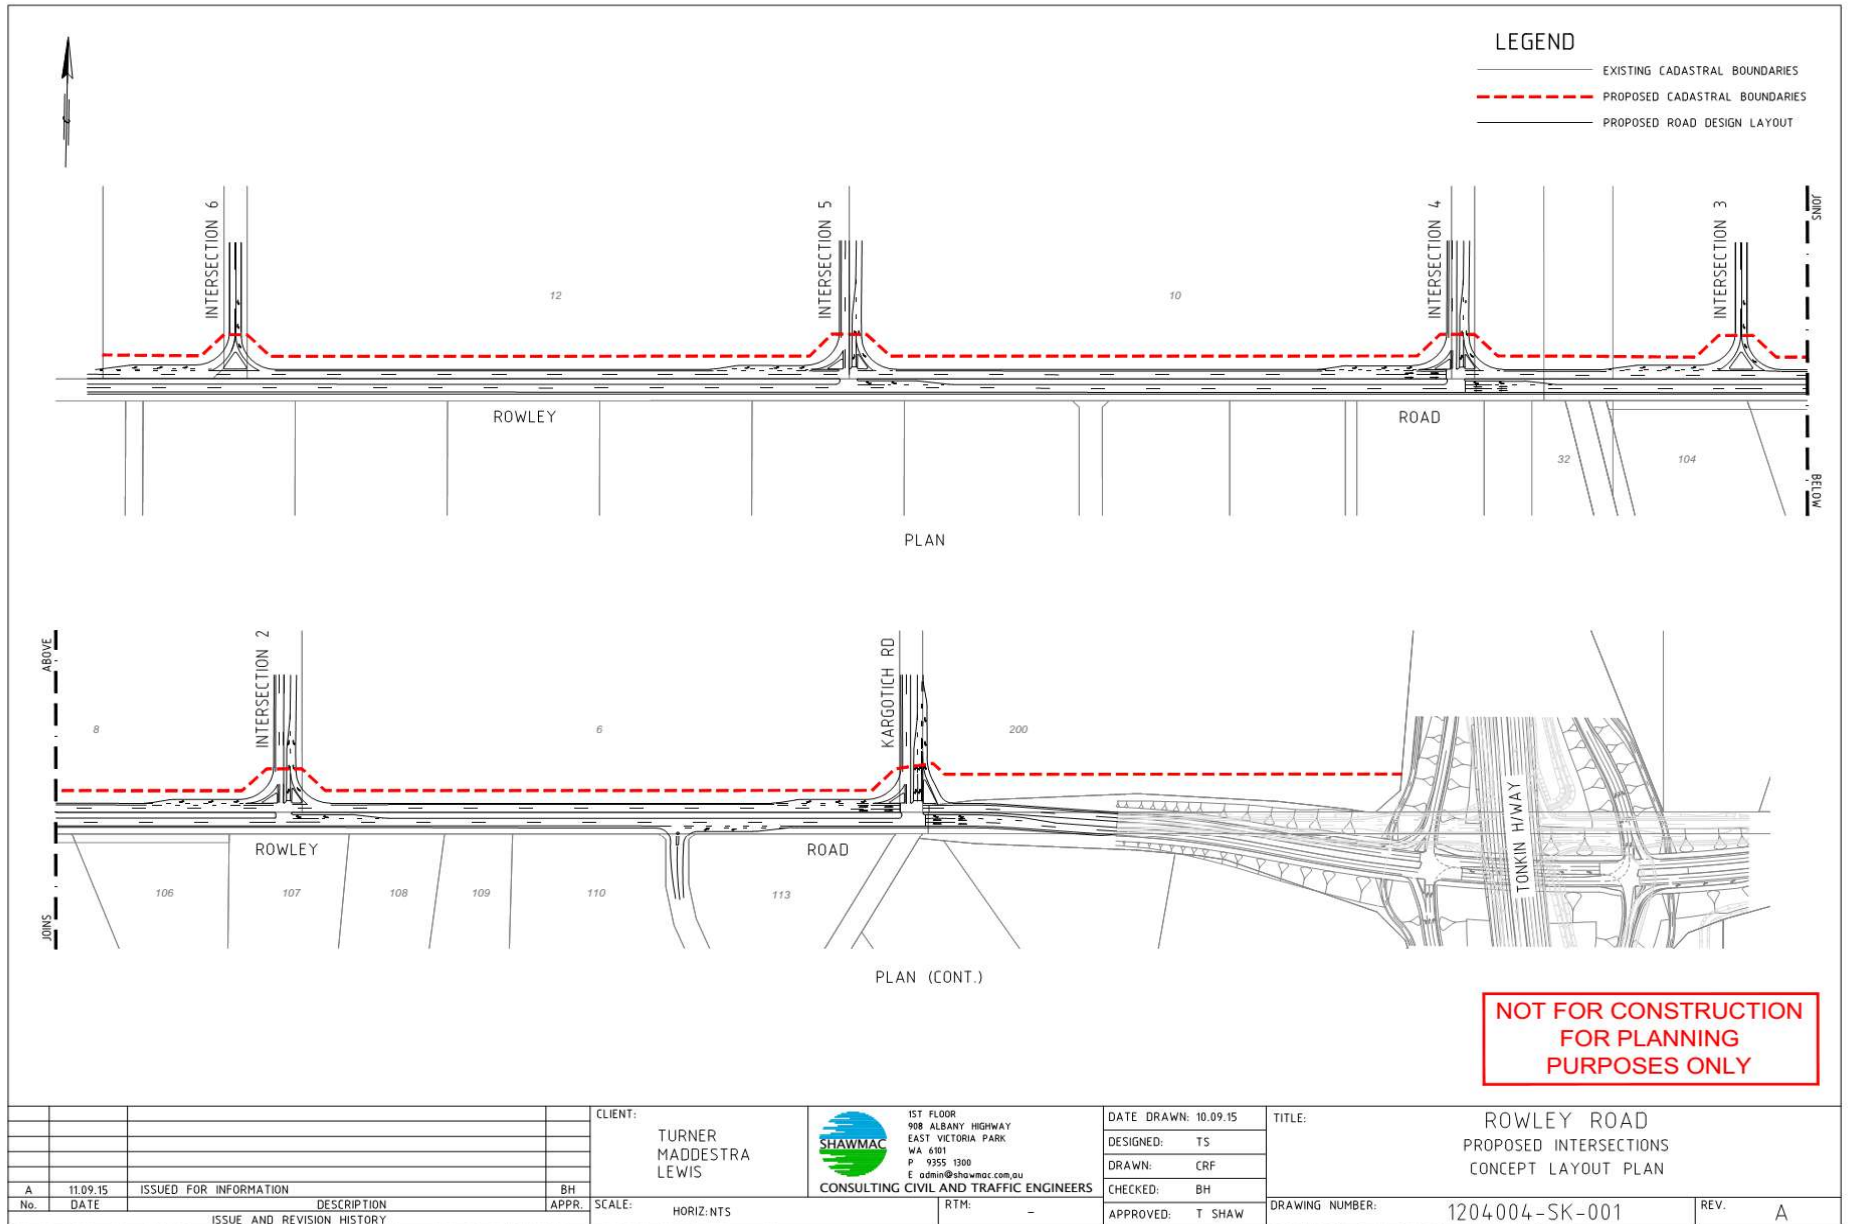 LEGEND
EXISTING CADASTRAL BOUNDARIES
PROPOSED CADASTRAL BOUNDARIES
PROPOSED ROAD DESIGN LAYOUT
INTERSECTION 6
INTERSECTION 5
INTERSECTION 4
INTERSECTION 3
JOINS
12
10
ROWLEY
ROAD
32
104
BELOW
PLAN
ABOVE
INTERSECTION 2
KARGOTICH RD
8
6
200
TONKIN H/WAY
ROWLEY
ROAD
106
107
108
109
110
113
JOINS
PLAN (CONT.)
NOT FOR CONSTRUCTION
FOR PLANNING
PURPOSES ONLY
A 11.09.15 ISSUED FOR INFORMATION BH
No. DATE DESCRIPTION APPR.
ISSUE AND REVISION HISTORY
CLIENT:
TURNER
MADDESTRA
LEWIS
SCALE: HORIZ:NTS
SHAWMAC
1ST FLOOR
908 ALBANY HIGHWAY
EAST VICTORIA PARK
WA 6101
P 9355 1300
E admin@shawmac.com,au
CONSULTING CIVIL AND TRAFFIC ENGINEERS
RTM: -
DATE DRAWN: 10.09.15
DESIGNED: TS
DRAWN: CRF
CHECKED: BH
APPROVED: T SHAW
TITLE:
ROWLEY ROAD
PROPOSED INTERSECTIONS
CONCEPT LAYOUT PLAN
DRAWING NUMBER: 1204004-SK-001
REV. A